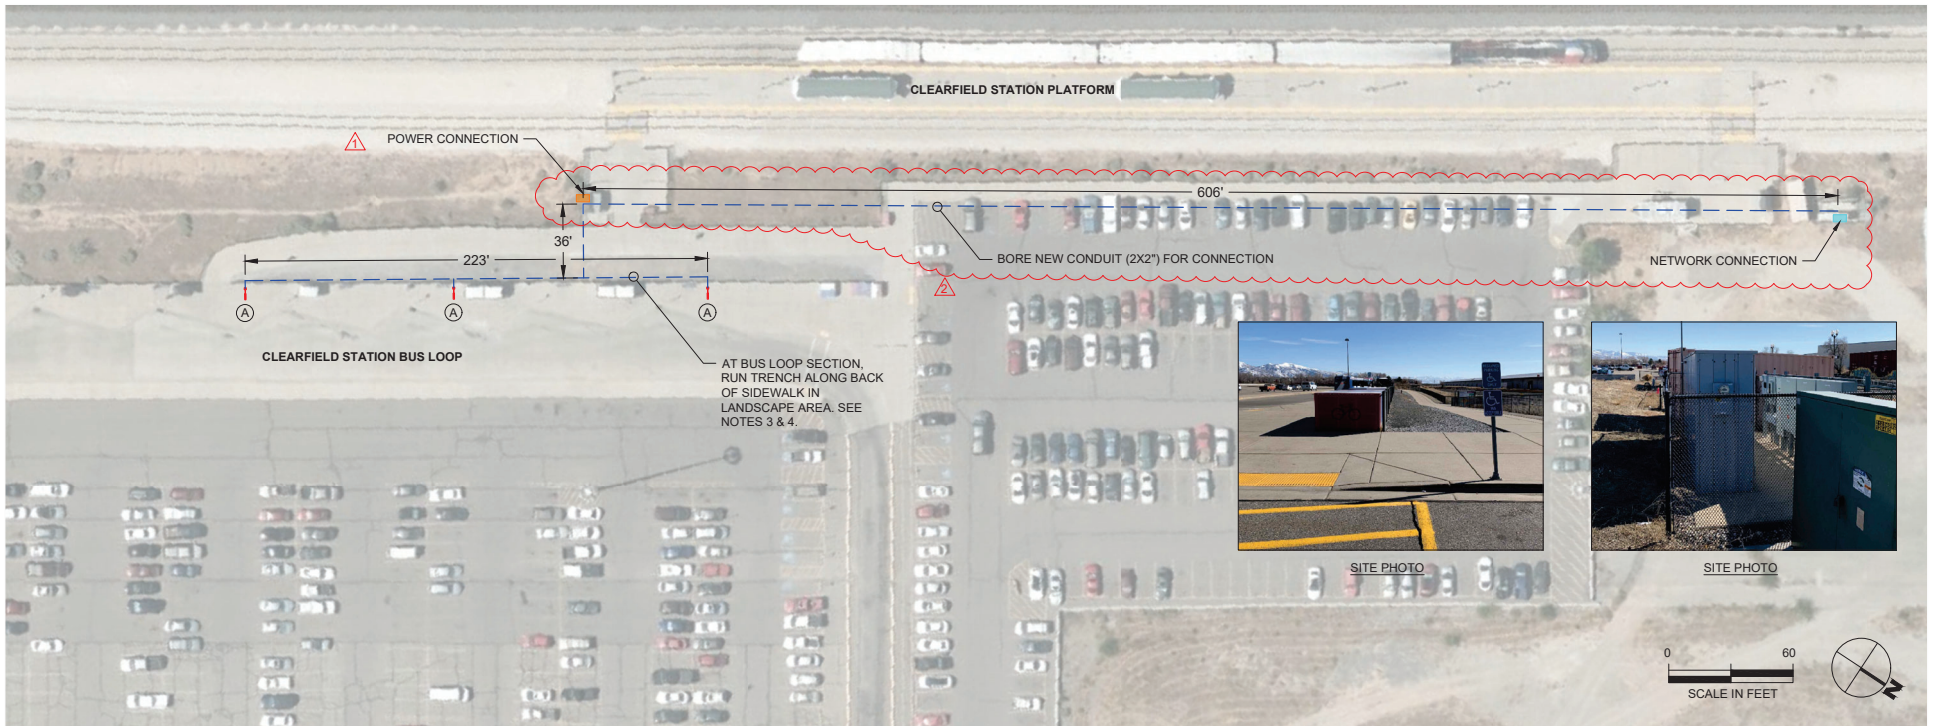 CLEARFIELD STATION PLATFORM
1
POWER CONNECTION
606'
36'
223'
BORE NEW CONDUIT (2X2") FOR CONNECTION
NETWORK CONNECTION
2
A
A
A
CLEARFIELD STATION BUS LOOP
AT BUS LOOP SECTION,
RUN TRENCH ALONG BACK
OF SIDEWALK IN
LANDSCAPE AREA. SEE
NOTES 3 & 4.
SITE PHOTO
SITE PHOTO
0
60
SCALE IN FEET
N